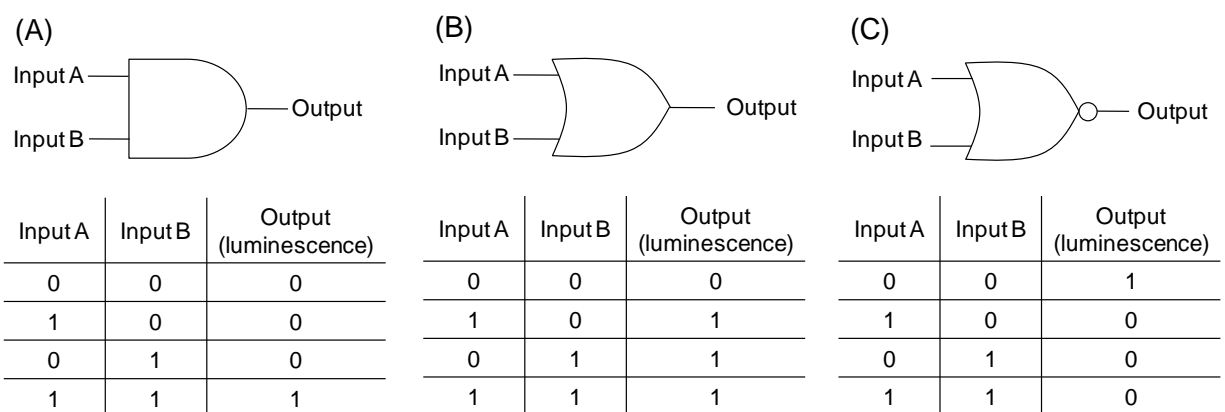 (A)
Input A
Input B
Output
Input A Input B Output (luminescence)
0 0 0
1 0 0
0 1 0
1 1 1
(B)
Input A
Input B
Output
Input A Input B Output (luminescence)
0 0 0
1 0 1
0 1 1
1 1 1
(C)
Input A
Input B
Output
Input A Input B Output (luminescence)
0 0 1
1 0 0
0 1 0
1 1 0